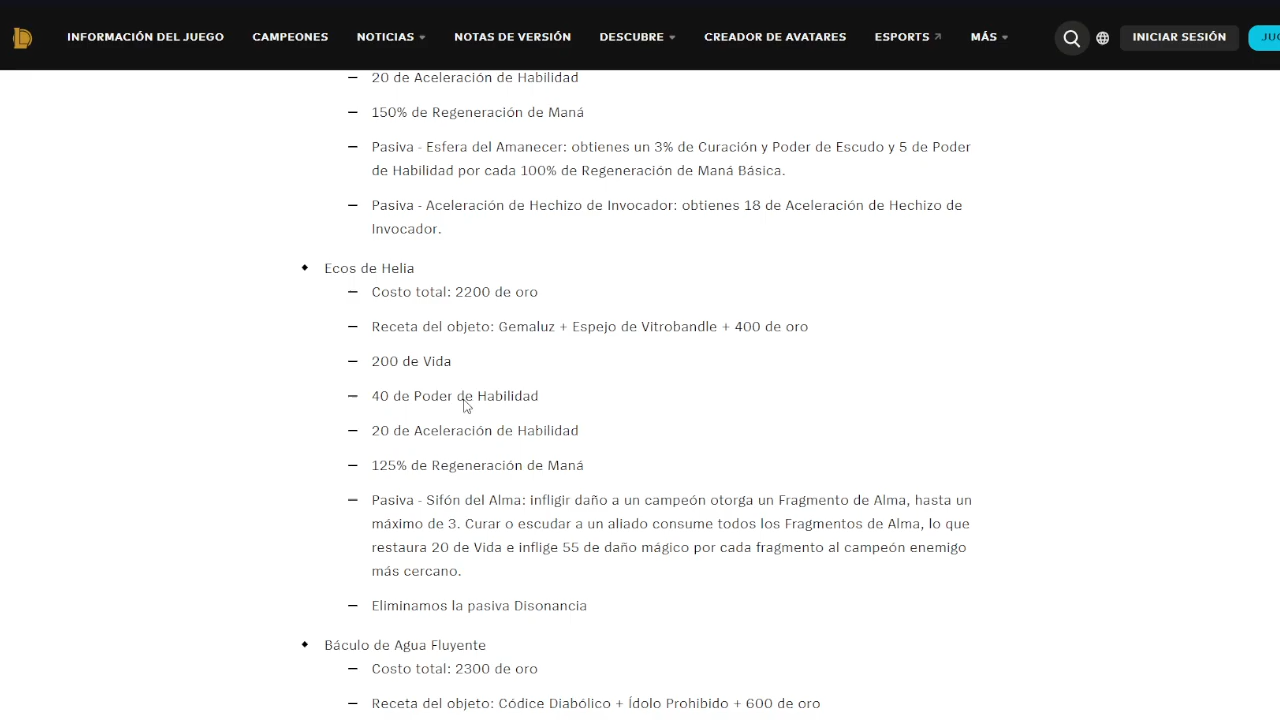 INFORMACIÓN DEL JUEGO CAMPEONES NOTICIAS NOTAS DE VERSIÓN DESCUBRE CREADOR DE AVATARES ESPORTS MÁS INICIAR SESIÓN
20 de Aceleración de Habilidad
150% de Regeneración de Maná
Pasiva - Esfera del Amanecer: obtienes un 3% de Curación y Poder de Escudo y 5 de Poder
de Habilidad por cada 100% de Regeneración de Maná Básica.
Pasiva - Aceleración de Hechizo de Invocador: obtienes 18 de Aceleración de Hechizo de
Invocador.
Ecos de Helia
Costo total: 2200 de oro
Receta del objeto: Gemaluz + Espejo de Vitrobandle + 400 de oro
200 de Vida
40 de Poder de Habilidad
20 de Aceleración de Habilidad
125% de Regeneración de Maná
Pasiva - Sifón del Alma: infligir daño a un campeón otorga un Fragmento de Alma, hasta un
máximo de 3. Curar o escudar a un aliado consume todos los Fragmentos de Alma, lo que
restaura 20 de Vida e inflige 55 de daño mágico por cada fragmento al campeón enemigo
más cercano.
Eliminamos la pasiva Disonancia
Báculo de Agua Fluyente
Costo total: 2300 de oro
Receta del objeto: Códice Diabólico + Ídolo Prohibido + 600 de oro